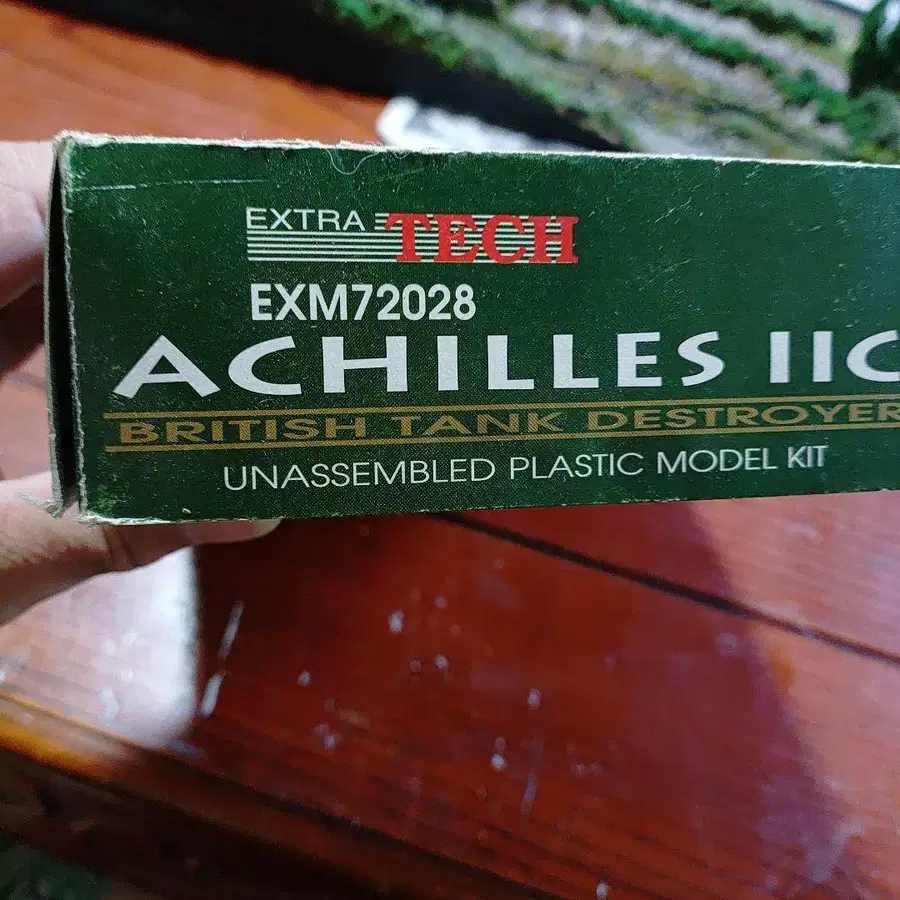 EXTRA TECH
EXM72028
ACHILLES IIC
BRITISH TANK DESTROYER
UNASSEMBLED PLASTIC MODEL KIT